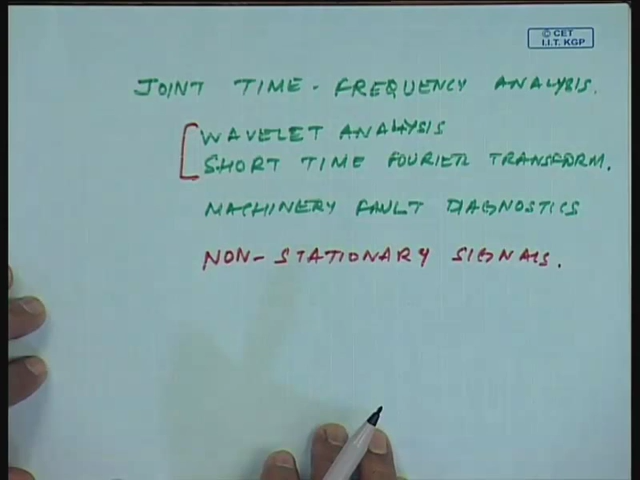 © CET
I.I.T. KGP
JOINT TIME - FREQUENCY ANALYSIS.
WAVELET ANALYSIS
SHORT TIME FOURIER TRANSFORM.
MACHINERY FAULT DIAGNOSTICS
NON-STATIONARY SIGNALS.